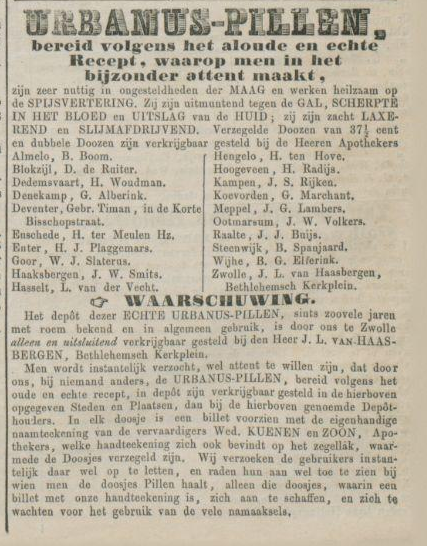 URBANUS-PILLEN,
bereid volgens het aloude en echte
Recept, waarop men in het
bijzonder attent maakt,
zijn zeer nuttig in ongesteldheden der MAAG en werken heilzaam op
de SPIJSVERTERING. Zij zijn uitmuntend tegen de GAL, SCHERPTE
IN HET BLOED en UITSLAG van de HUID; zij zijn zacht LAXE-
REND en SLIJMAFDRIJVEND. Verzegelde Doozen van 37½ cent
en dubbele Doozen zijn verkrijgbaar gesteld bij de Heeren Apothekers
Almelo, B. Boom.
Blokzijl, D. de Ruiter.
Dedemsvaart, H. Woudman.
Denekamp, G. Alberink.
Deventer, Gebr. Timan, in de Korte
Bisschopstraat.
Enschede, H. ter Meulen Hz.
Enter, H. J. Plaggemars.
Goor, W. J. Slaterus.
Haaksbergen, J. W. Smits.
Hasselt, L. van der Vecht.
Hengelo, H. ten Hove.
Hoogeveen, H. Radijs.
Kampen, J. S. Rijken.
Koevorden, G. Marchant.
Meppel, J. G. Lambers.
Ootmarsum, J. W. Volkers.
Raalte, J. J. Buijs.
Steenwijk, B. Spanjaard.
Wijhe, B. G. Elferink.
Zwolle, J. L. van Haasbergen,
Bethlehemsch Kerkplein.
☞ WAARSCHUWING.
Het depôt dezer ECHTE URBANUS-PILLEN, sints zoovele jaren
met roem bekend en in algemeen gebruik, is door ons te Zwolle
alleen en uitsluitend verkrijgbaar gesteld bij den Heer J. L. VAN HAAS-
BERGEN, Bethlehemsch Kerkplein.
Men wordt instantelijk verzocht, wel attent te willen zijn, dat door
ons, bij niemand anders, de URBANUS-PILLEN, bereid volgens het
oude en echte recept, in depôt zijn verkrijgbaar gesteld in de hierboven
opgegeven Steden en Plaatsen, dan bij de hierboven genoemde Depôt-
houders. In elk doosje is een billet voorzien met de eigenhandige
naamteekening van de vervaardigers Wed. KUENEN en ZOON, Apo-
thekers, welke handteekening zich ook bevindt op het zegellak, waar-
mede de Doosjes verzegeld zijn. Wij verzoeken de gebruikers instan-
telijk daar wel op te letten, en raden hun aan wel toe te zien bij
wien men de doosjes Pillen haalt, alleen die doosjes, waarin een
billet met onze handteekening is, zich aan te schaffen, en zich te
wachten voor het gebruik van de vele namaaksels.